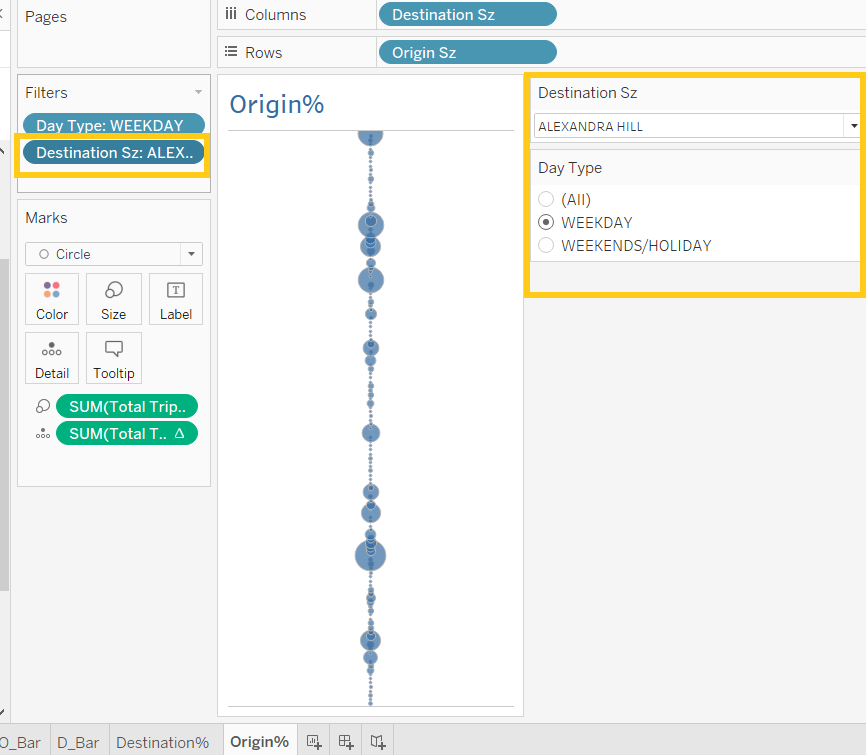 Pages
Columns
Destination Sz
Rows
Origin Sz
Filters
Day Type: WEEKDAY
Destination Sz: ALEX..
Marks
Circle
Color
Size
Label
Detail
Tooltip
SUM(Total Trip..
SUM(Total T.. Δ
Origin%
Destination Sz
ALEXANDRA HILL
Day Type
(All)
WEEKDAY
WEEKENDS/HOLIDAY
O_Bar
D_Bar
Destination%
Origin%